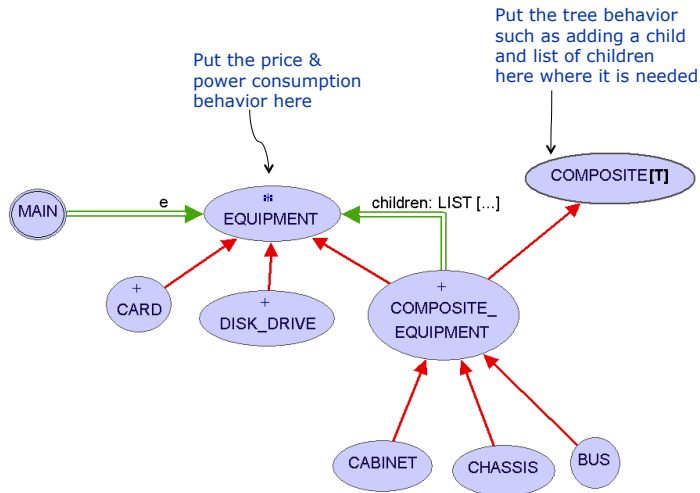 Put the tree behavior
such as adding a child
and list of children
here where it is needed
Put the price &
power consumption
behavior here
COMPOSITE[T]
MAIN
e
*
EQUIPMENT
children: LIST [...]
+
CARD
+
DISK_DRIVE
+
COMPOSITE_
EQUIPMENT
CABINET
CHASSIS
BUS